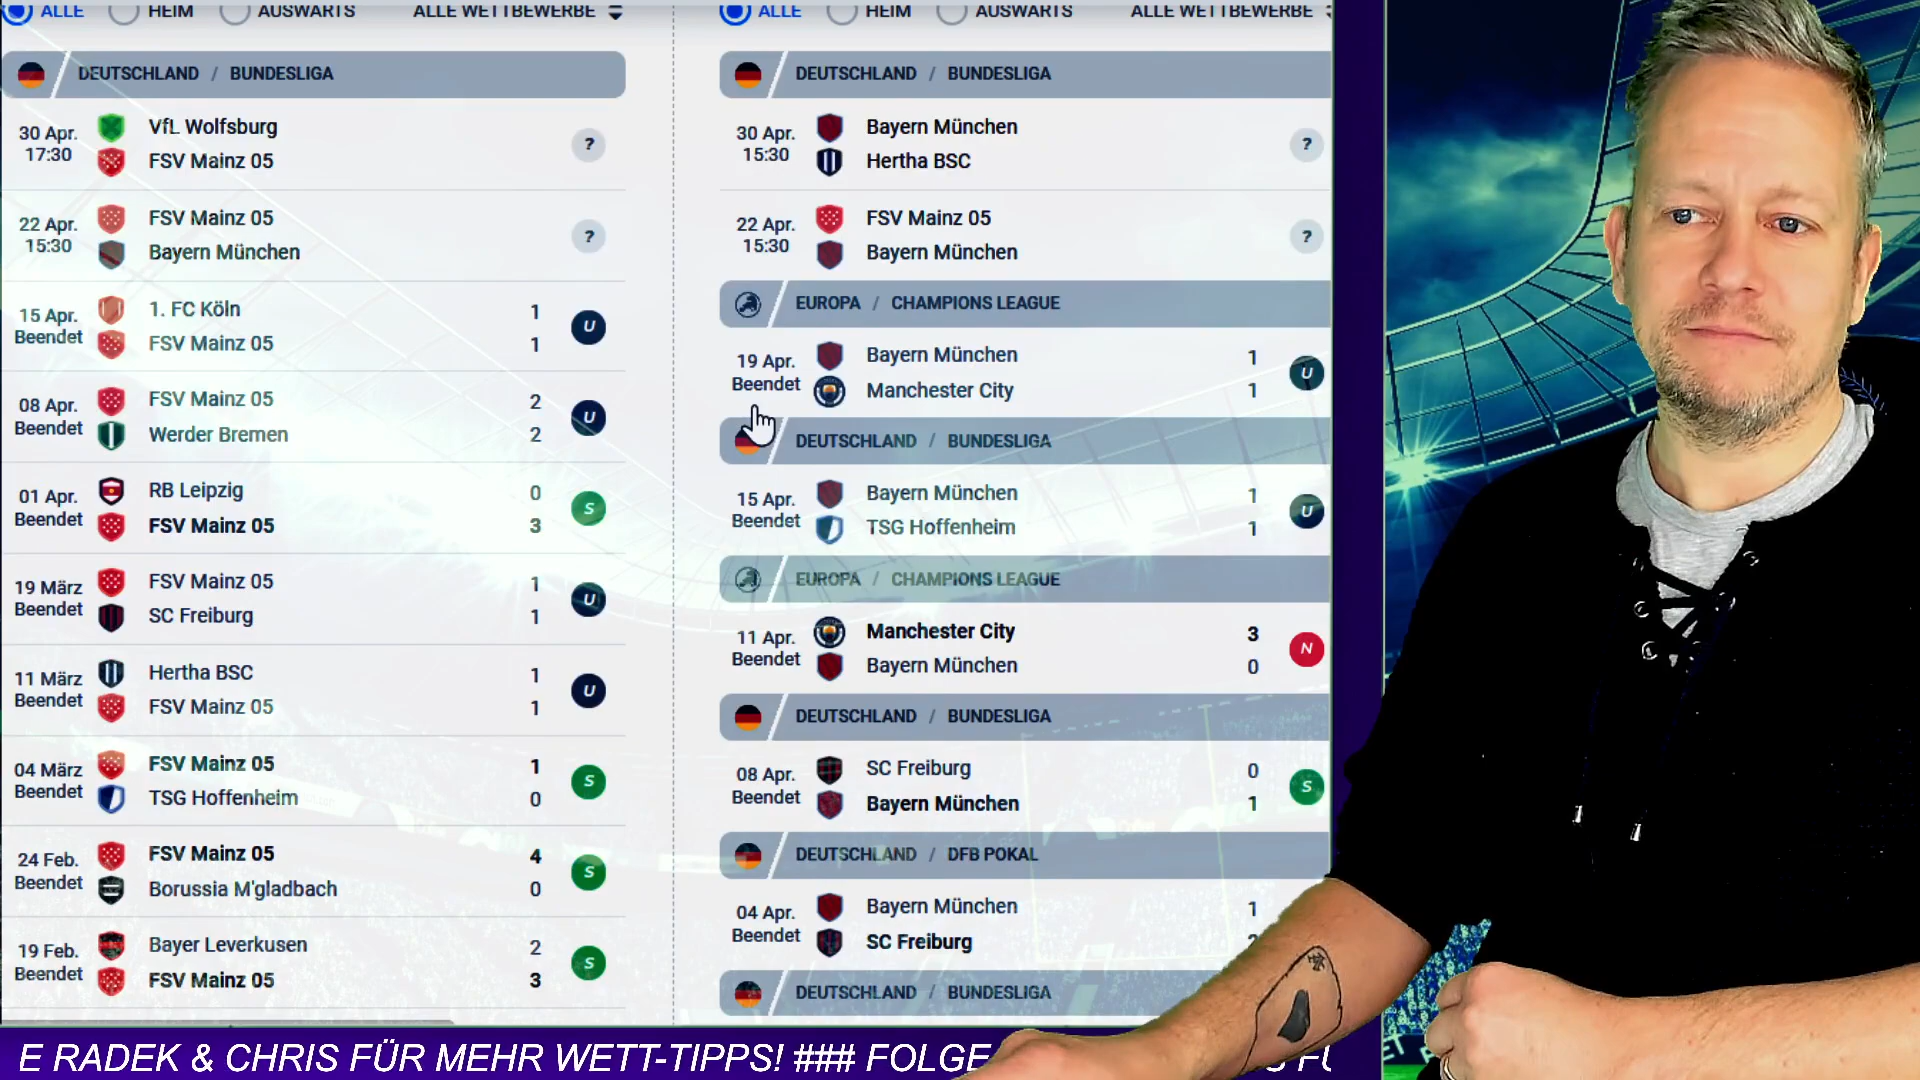 ALLE HEIM AUSWÄRTS ALLE WETTBEWERBE
DEUTSCHLAND / BUNDESLIGA
30 Apr. 17:30 VfL Wolfsburg ?
FSV Mainz 05
22 Apr. 15:30 FSV Mainz 05 ?
Bayern München
15 Apr. Beendet 1. FC Köln 1 U
FSV Mainz 05 1
08 Apr. Beendet FSV Mainz 05 2 U
Werder Bremen 2
01 Apr. Beendet RB Leipzig 0 S
FSV Mainz 05 3
19 März Beendet FSV Mainz 05 1 U
SC Freiburg 1
11 März Beendet Hertha BSC 1 U
FSV Mainz 05 1
04 März Beendet FSV Mainz 05 1 S
TSG Hoffenheim 0
24 Feb. Beendet FSV Mainz 05 4 S
Borussia M'gladbach 0
19 Feb. Beendet Bayer Leverkusen 2 S
FSV Mainz 05 3
ALLE HEIM AUSWÄRTS ALLE WETTBEWERBE
DEUTSCHLAND / BUNDESLIGA
30 Apr. 15:30 Bayern München ?
Hertha BSC
22 Apr. 15:30 FSV Mainz 05 ?
Bayern München
EUROPA / CHAMPIONS LEAGUE
19 Apr. Beendet Bayern München 1 U
Manchester City 1
DEUTSCHLAND / BUNDESLIGA
15 Apr. Beendet Bayern München 1 U
TSG Hoffenheim 1
EUROPA / CHAMPIONS LEAGUE
11 Apr. Beendet Manchester City 3 N
Bayern München 0
DEUTSCHLAND / BUNDESLIGA
08 Apr. Beendet SC Freiburg 0 S
Bayern München 1
DEUTSCHLAND / DFB POKAL
04 Apr. Beendet Bayern München 1
SC Freiburg
DEUTSCHLAND / BUNDESLIGA
E RADEK & CHRIS FÜR MEHR WETT-TIPPS! ### FOLGE